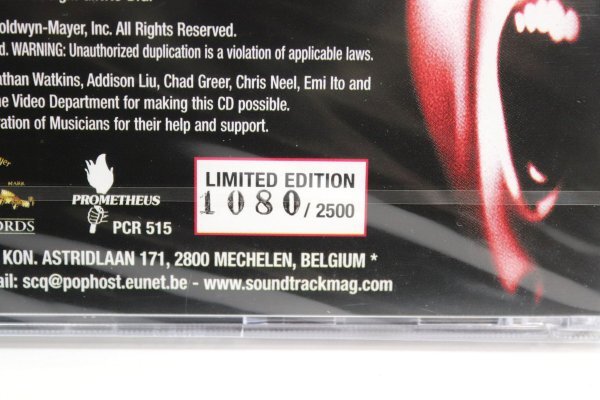 oldwyn-Mayer, Inc. All Rights Reserved.
d. WARNING: Unauthorized duplication is a violation of applicable laws.
athan Watkins, Addison Liu, Chad Greer, Chris Neel, Emi Ito and
e Video Department for making this CD possible.
ration of Musicians for their help and support.
MARK
ORDS
PROMETHEUS
PCR 515
LIMITED EDITION
1080 / 2500
KON. ASTRIDLAAN 171, 2800 MECHELEN, BELGIUM *
ail: scq@pophost.eunet.be - www.soundtrackmag.com